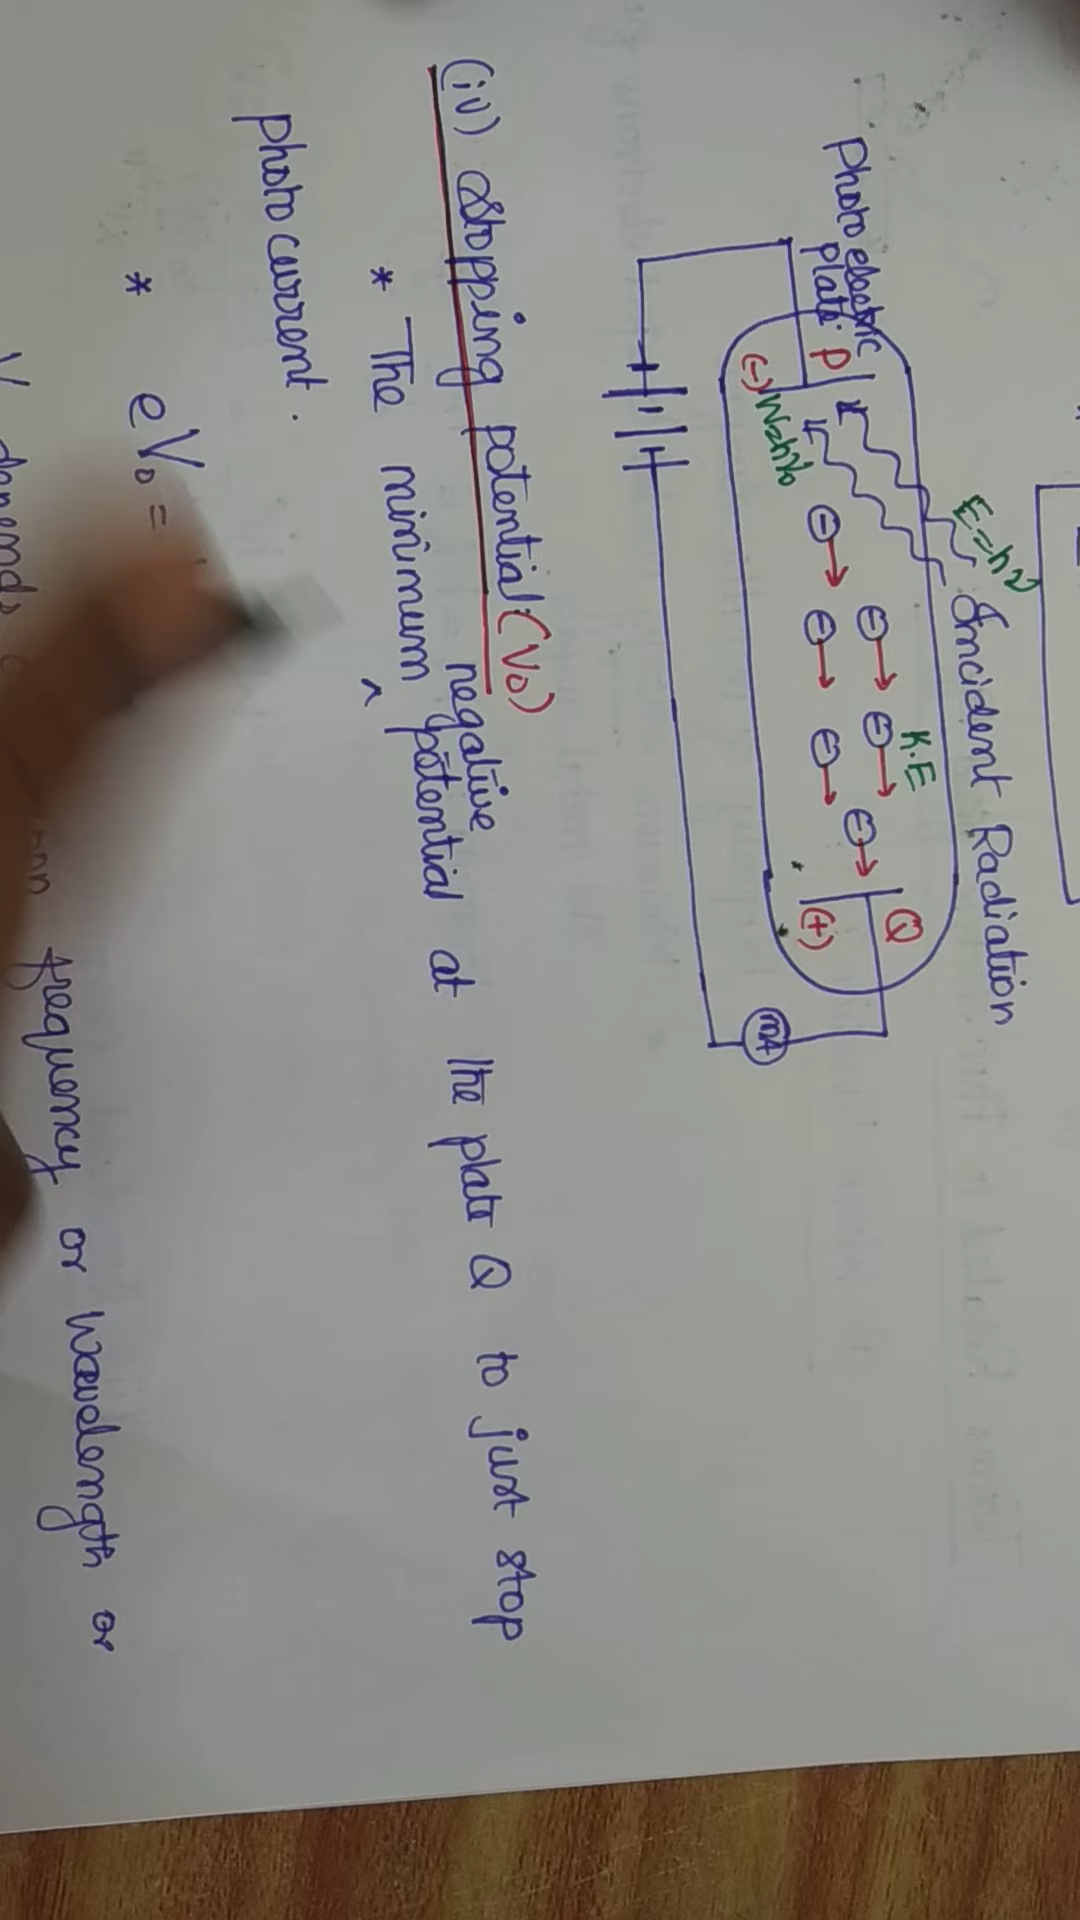 E=hν Incident Radiation
Photo electric
plate.
P
K.E
Q
(-)
W=hν₀
(+)
mA
(iv) Stopping potential:(V₀)
negative
* The minimum ^ potential at the plate Q to just stop
photo current.
* eV₀ =
frequency or wavelength or